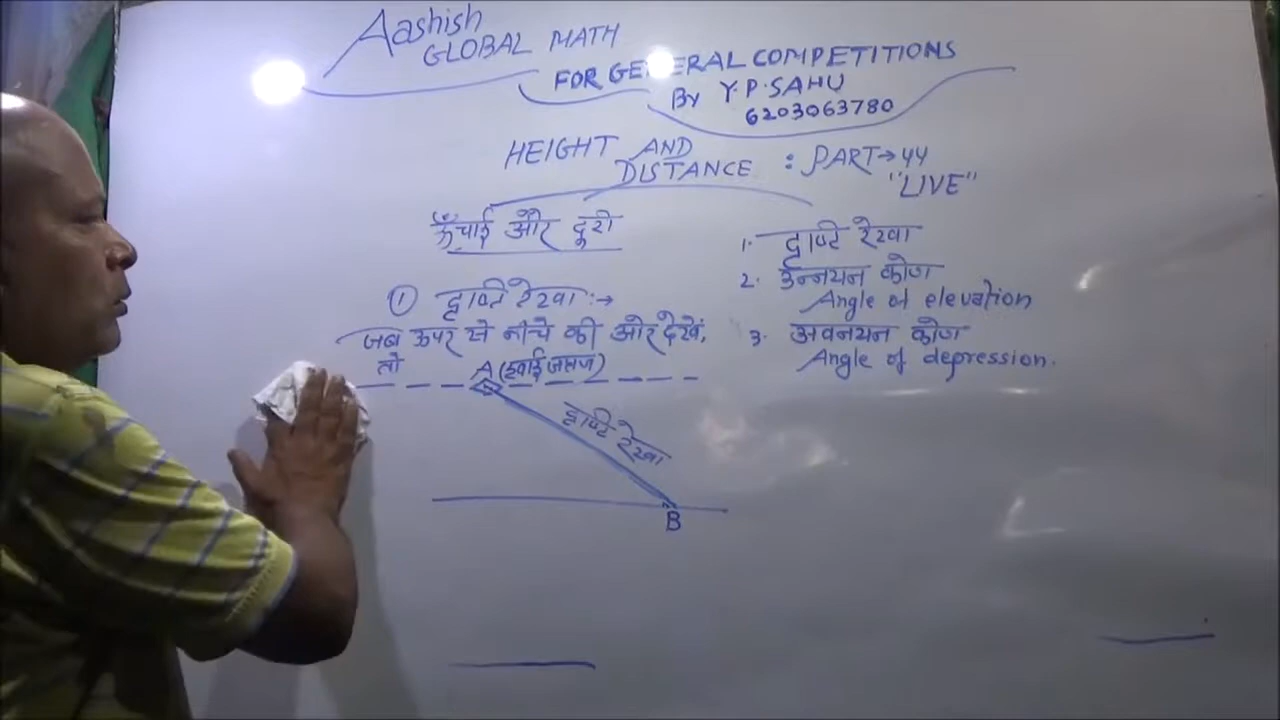 Aashish
GLOBAL MATH
FOR GENERAL COMPETITIONS
By Y.P.SAHU
6203063780
HEIGHT AND
DISTANCE : PART→44
"LIVE"
ऊँचाई और दूरी
① दृष्टि रेखा :→
जब ऊपर से नीचे की ओर देखें,
तो
A (हवाई जहाज)
दृष्टि रेखा
B
1. दृष्टि रेखा
2. उन्नयन कोण
Angle of elevation
3. अवनयन कोण
Angle of depression.